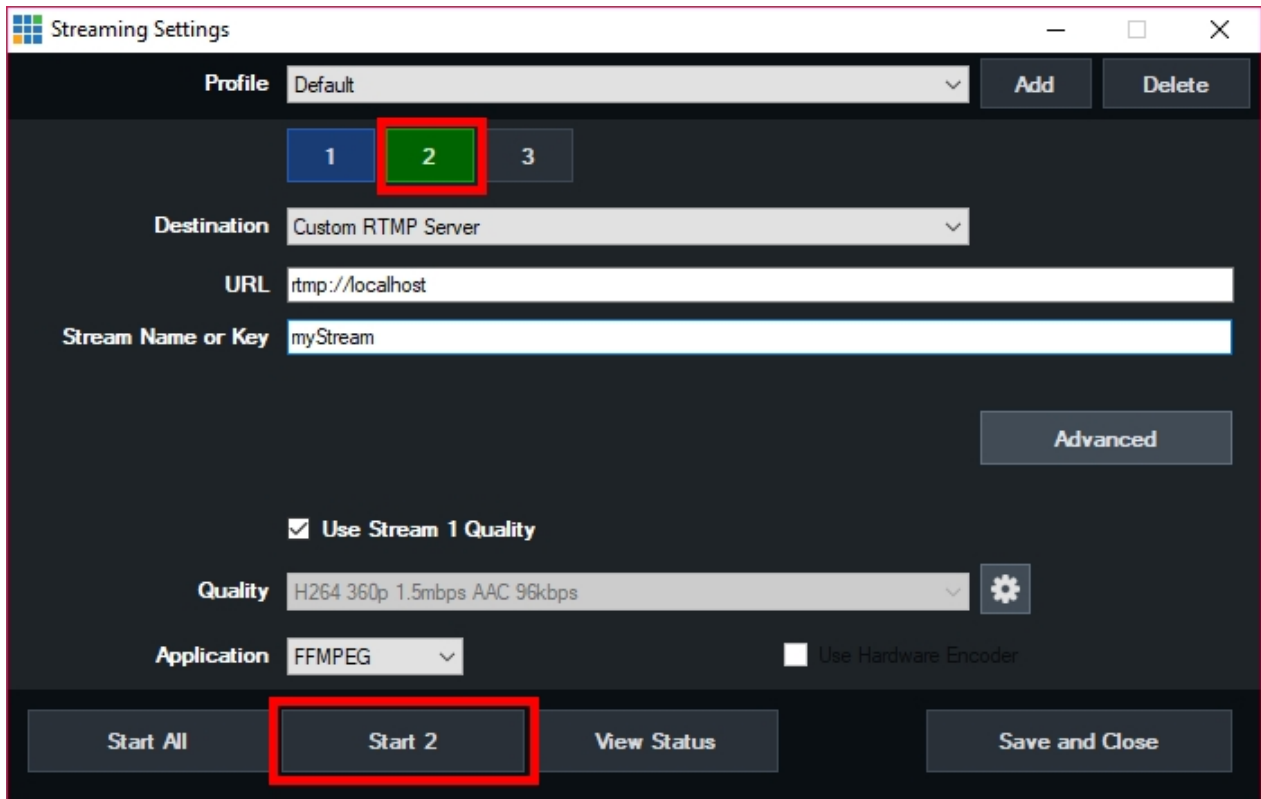 Streaming Settings
Profile Default Add Delete
1 2 3
Destination Custom RTMP Server
URL rtmp://localhost
Stream Name or Key myStream
Advanced
Use Stream 1 Quality
Quality H264 360p 1.5mbps AAC 96kbps
Application FFMPEG Use Hardware Encoder
Start All Start 2 View Status Save and Close